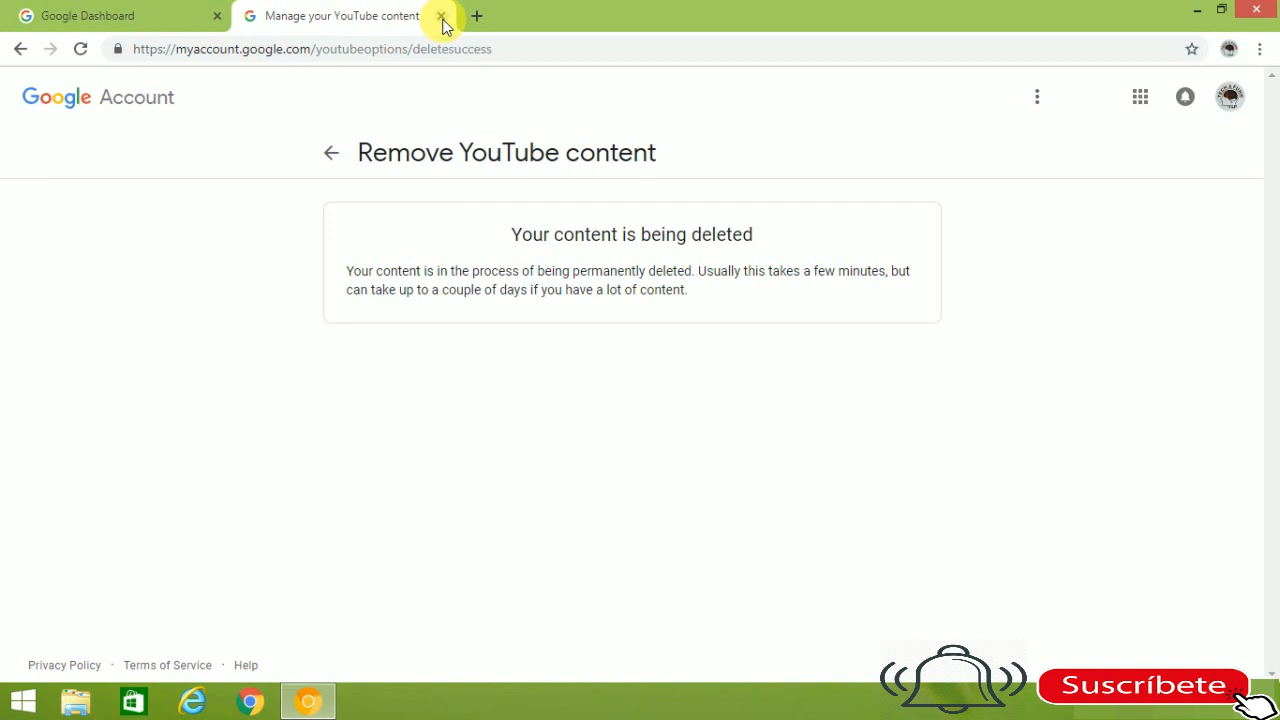 Google Dashboard
Manage your YouTube content
https://myaccount.google.com/youtubeoptions/deletesuccess
Google Account
Remove YouTube content
Your content is being deleted
Your content is in the process of being permanently deleted. Usually this takes a few minutes, but
can take up to a couple of days if you have a lot of content.
Privacy Policy · Terms of Service · Help
Suscríbete